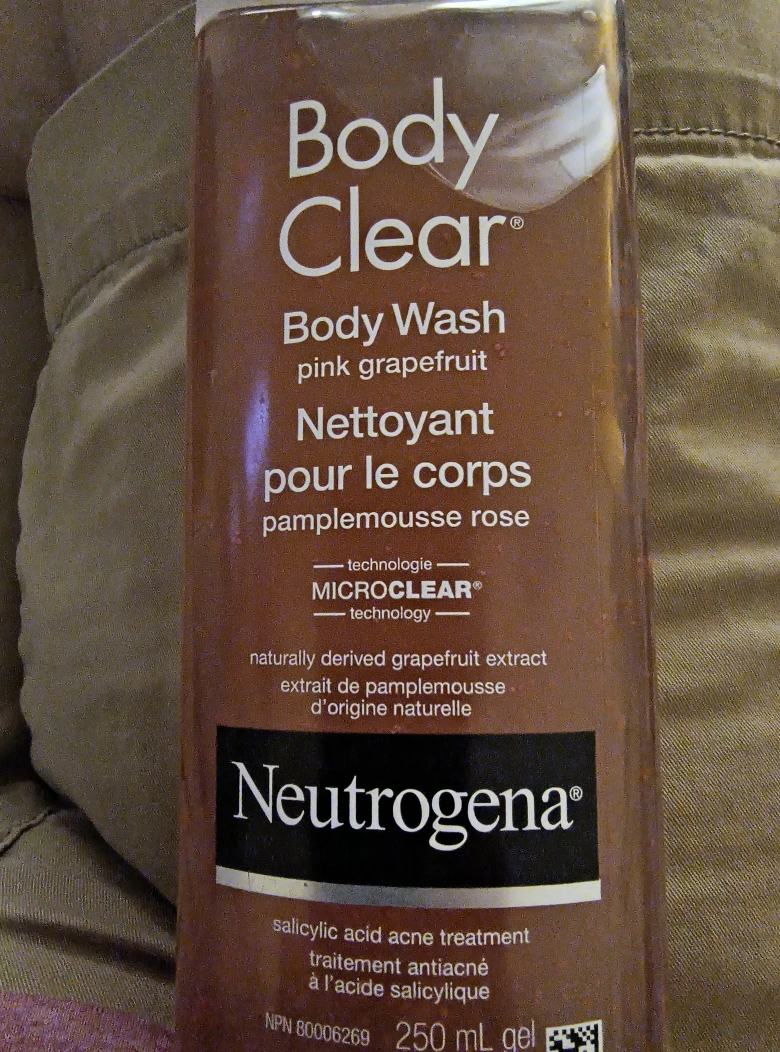 Body
Clear®
Body Wash
pink grapefruit
Nettoyant
pour le corps
pamplemousse rose
technologie
MICROCLEAR®
technology
naturally derived grapefruit extract
extrait de pamplemousse
d'origine naturelle
Neutrogena®
salicylic acid acne treatment
traitement antiacné
à l'acide salicylique
NPN 80006269 250 mL gel